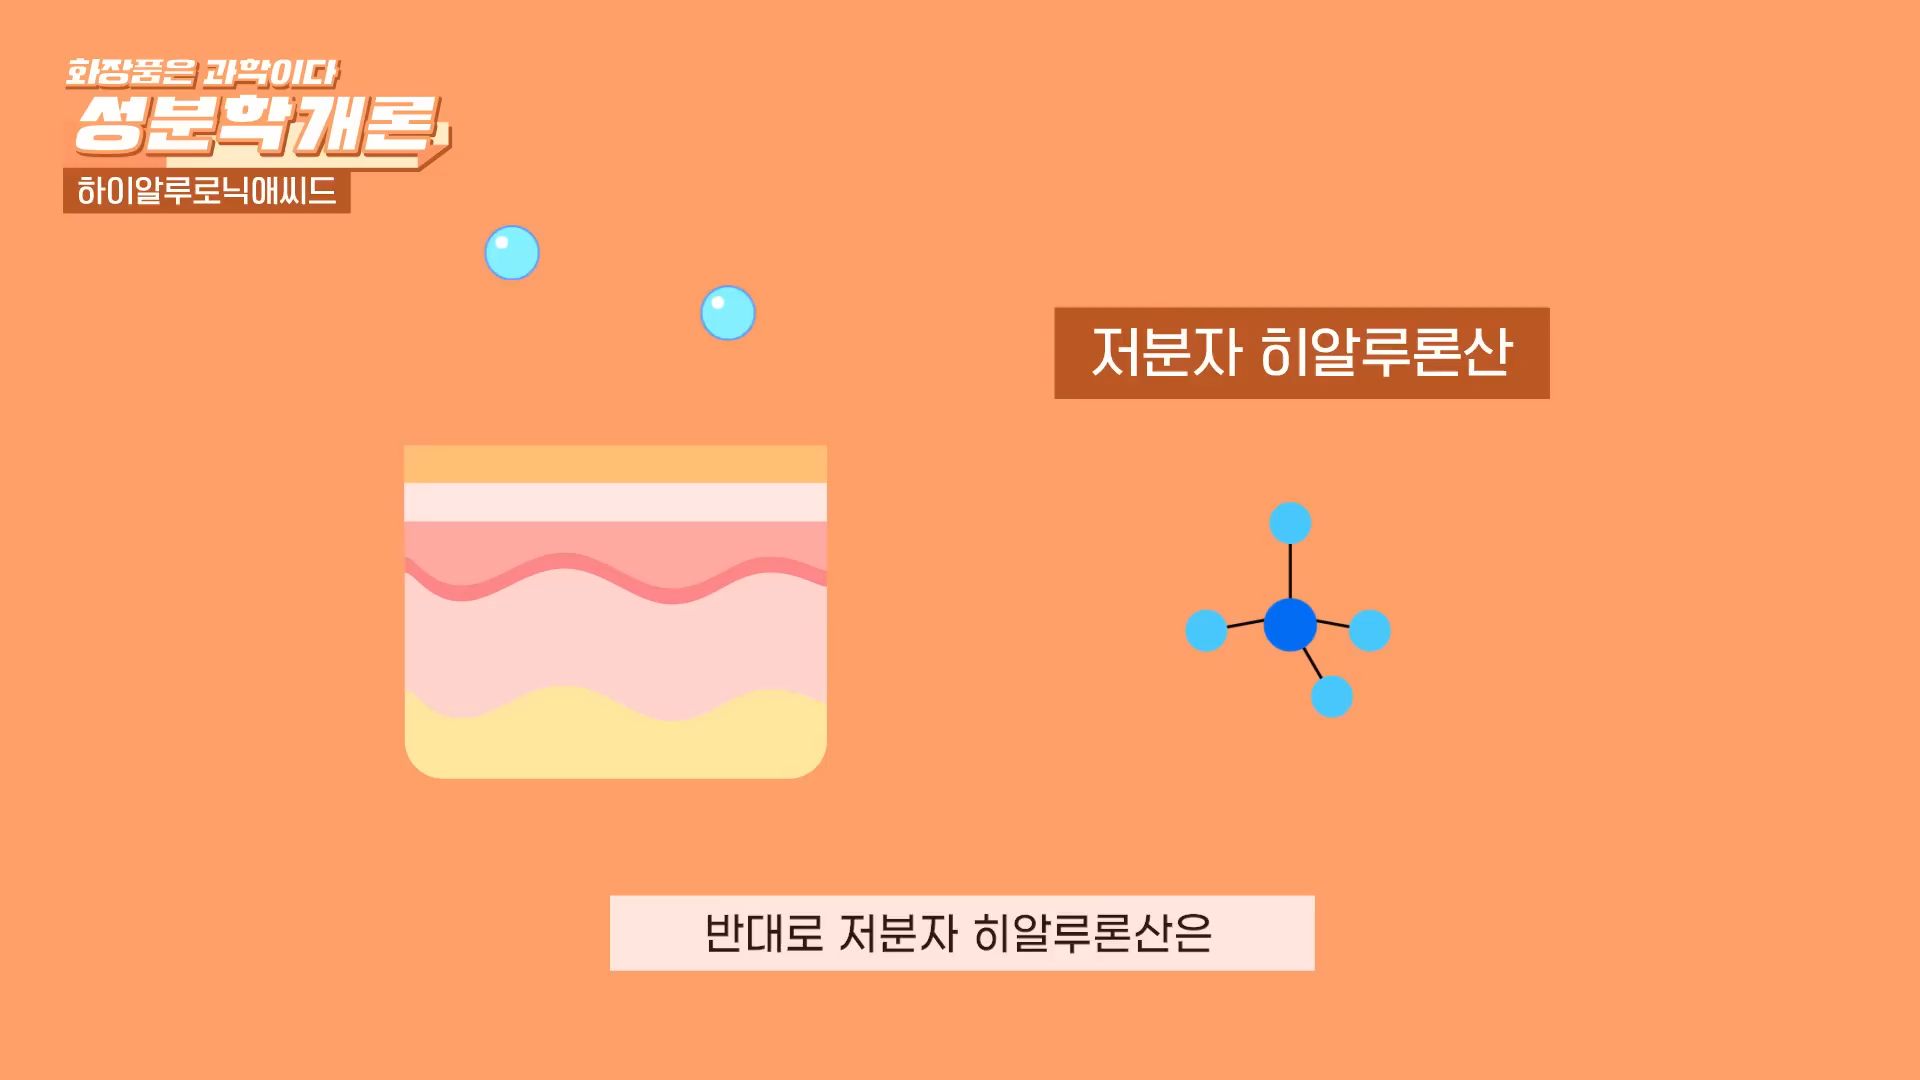 화장품은 과학이다
성분학개론
하이알루로닉애씨드
저분자 히알루론산
반대로 저분자 히알루론산은